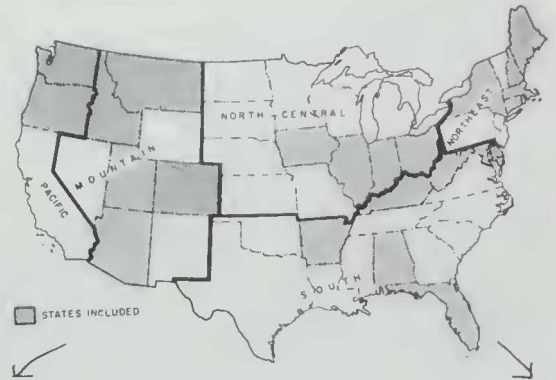 NORTH CENTRAL
NORTHEAST
MOUNTAIN
PACIFIC
SOUTH
STATES INCLUDED